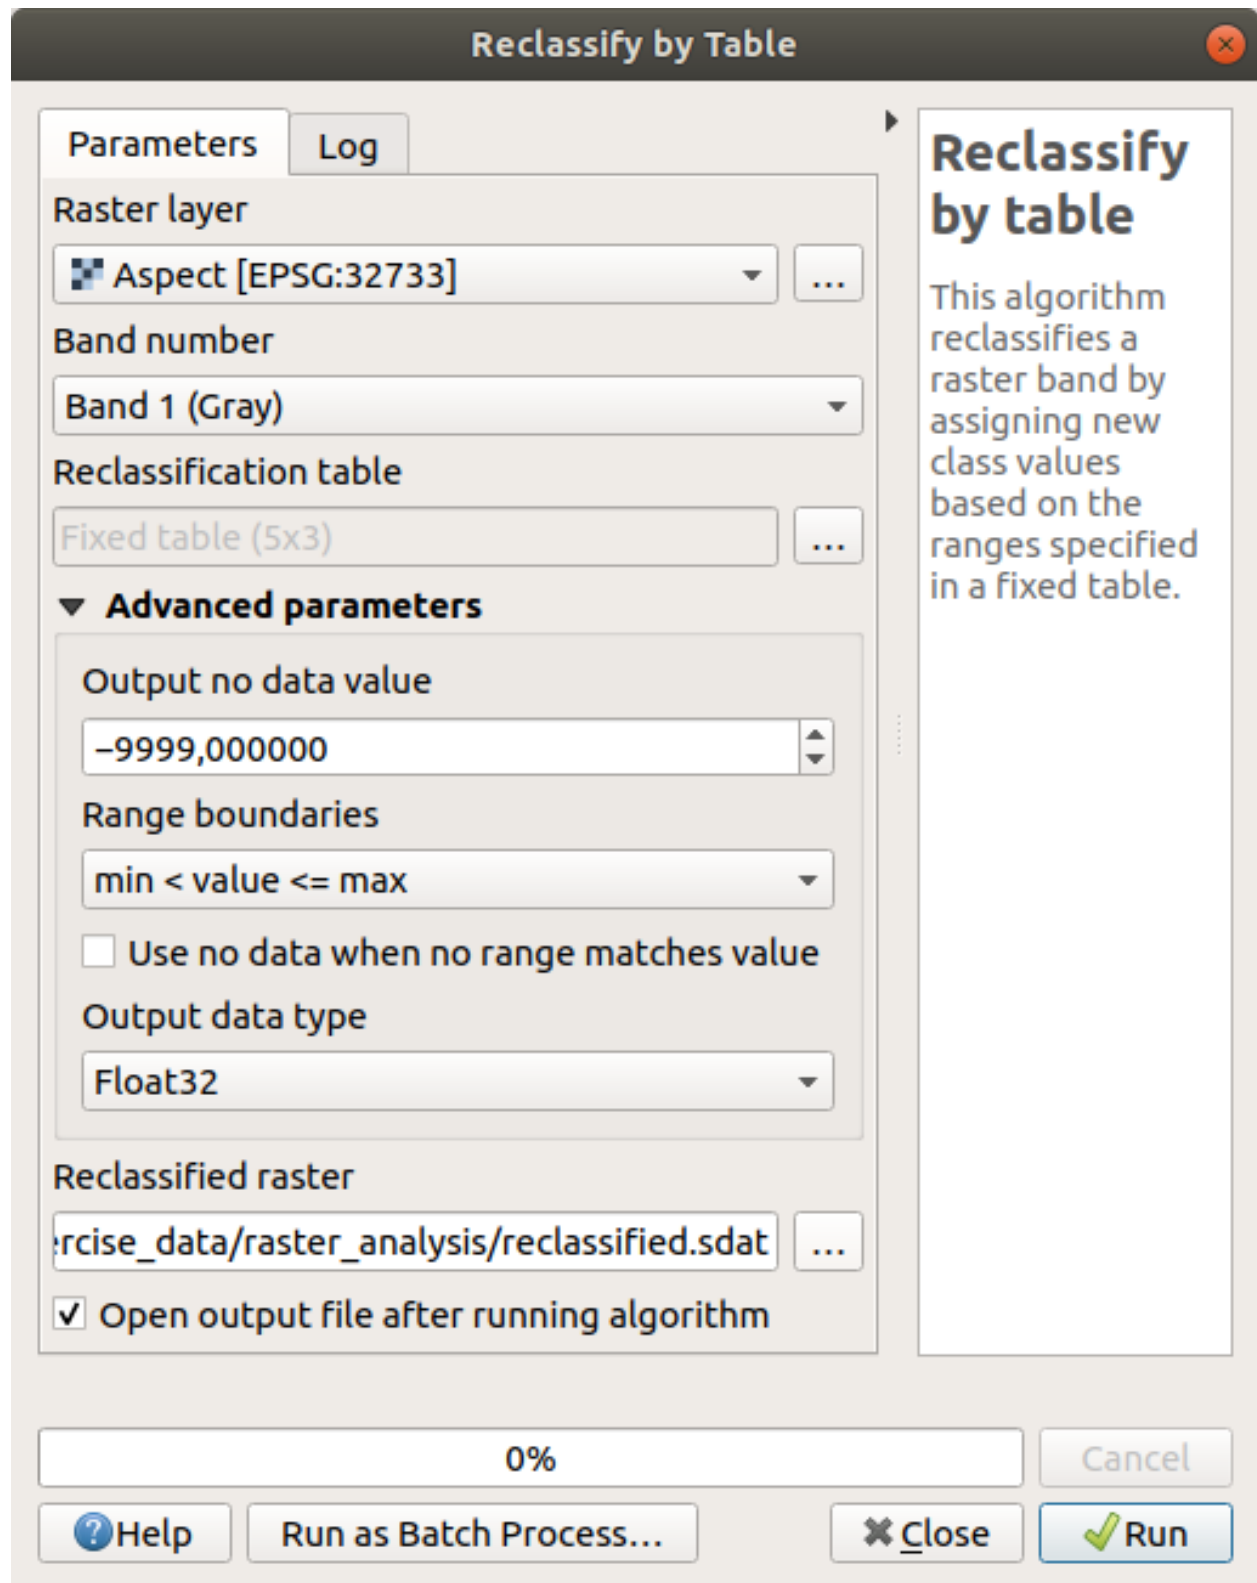 Reclassify by Table
Parameters
Log
Raster layer
Aspect [EPSG:32733]
...
Band number
Band 1 (Gray)
Reclassification table
Fixed table (5x3)
...
Advanced parameters
Output no data value
–9999,000000
Range boundaries
min < value <= max
Use no data when no range matches value
Output data type
Float32
Reclassified raster
rcise_data/raster_analysis/reclassified.sdat
...
Open output file after running algorithm
Reclassify
by table
This algorithm
reclassifies a
raster band by
assigning new
class values
based on the
ranges specified
in a fixed table.
0%
Cancel
Help
Run as Batch Process...
Close
Run